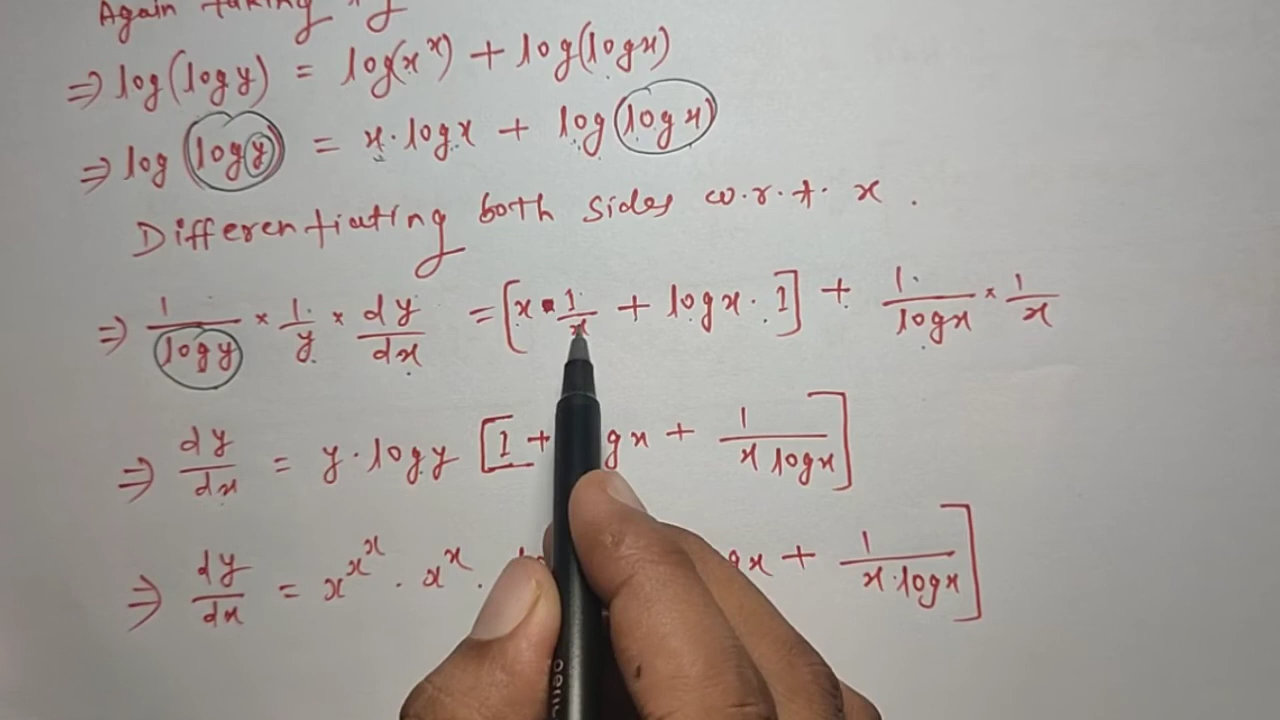 Again taking
⇒ log(log y) = log(x^x) + log(log x)
⇒ log (log y) = x · log x + log (log x)
Differentiating both sides w.r.t. x .
⇒ 1/log y × 1/y × dy/dx = [x · 1/x + log x · 1] + 1/log x × 1/x
⇒ dy/dx = y · log y [1 + log x + 1/(x log x)]
⇒ dy/dx = x^x^x · x^x · gx + 1/(x · log x)]